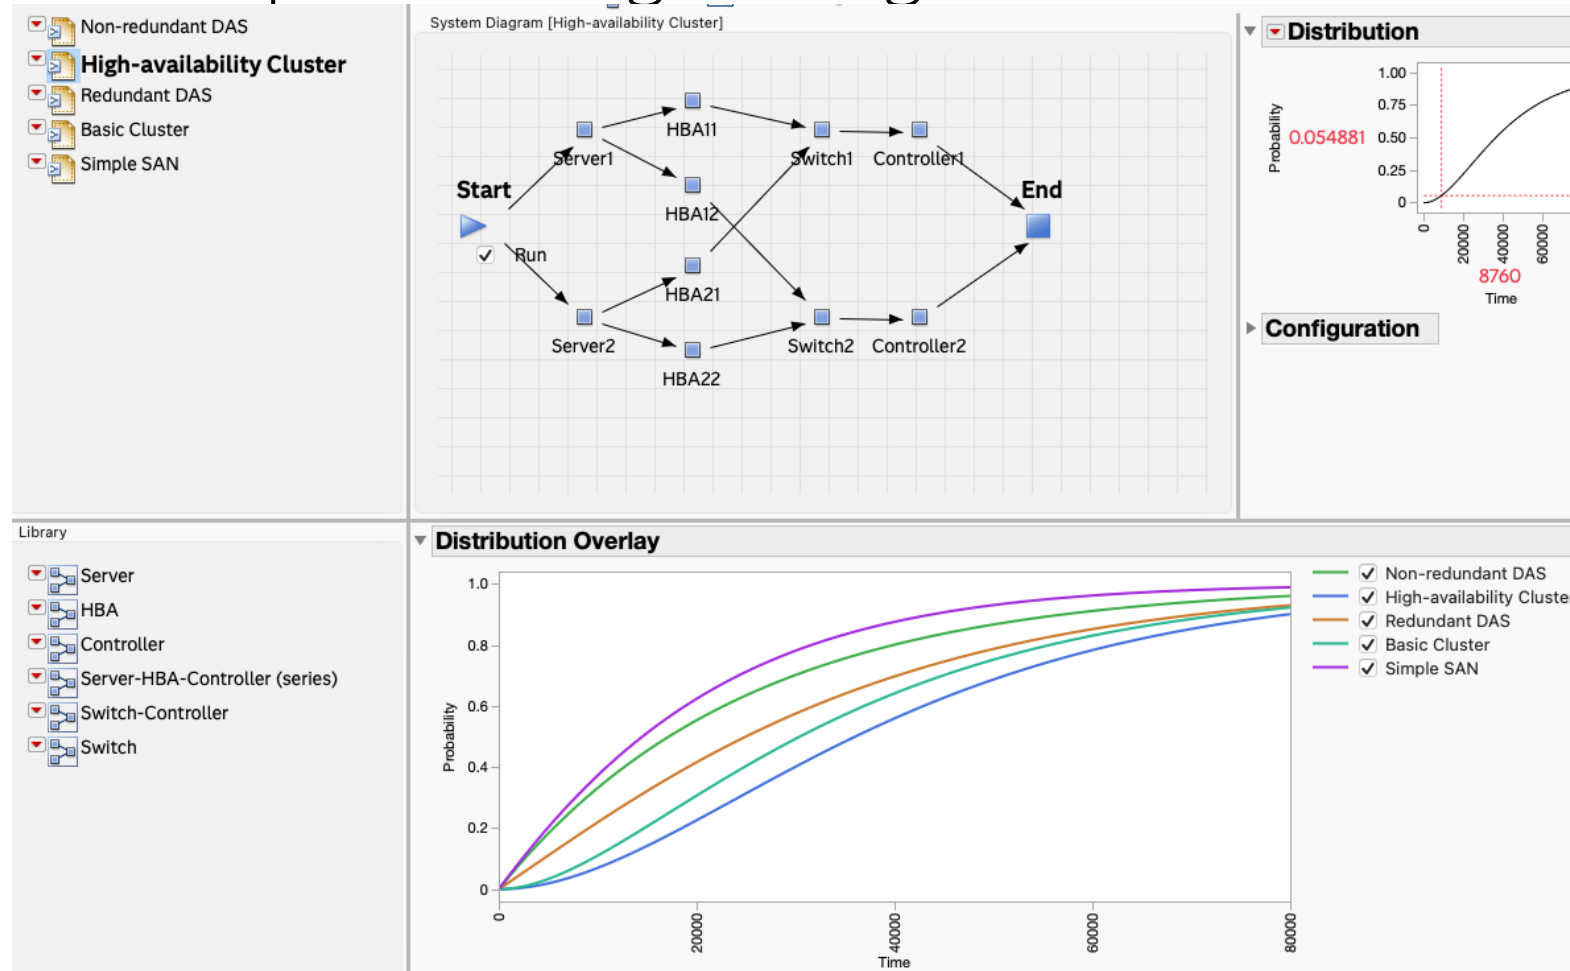 Non-redundant DAS
High-availability Cluster
Redundant DAS
Basic Cluster
Simple SAN
System Diagram [High-availability Cluster]
HBA11
Server1
Switch1
Controller1
Start
End
HBA12
Run
HBA21
Server2
Switch2
Controller2
HBA22
Distribution
1.00
0.75
0.50
0.25
0
Probability
0.054881
0
20000
40000
60000
8760
Time
Configuration
Library
Server
HBA
Controller
Server-HBA-Controller (series)
Switch-Controller
Switch
Distribution Overlay
1.0
0.8
0.6
0.4
0.2
0
Probability
0
20000
40000
60000
80000
Time
Non-redundant DAS
High-availability Cluste
Redundant DAS
Basic Cluster
Simple SAN